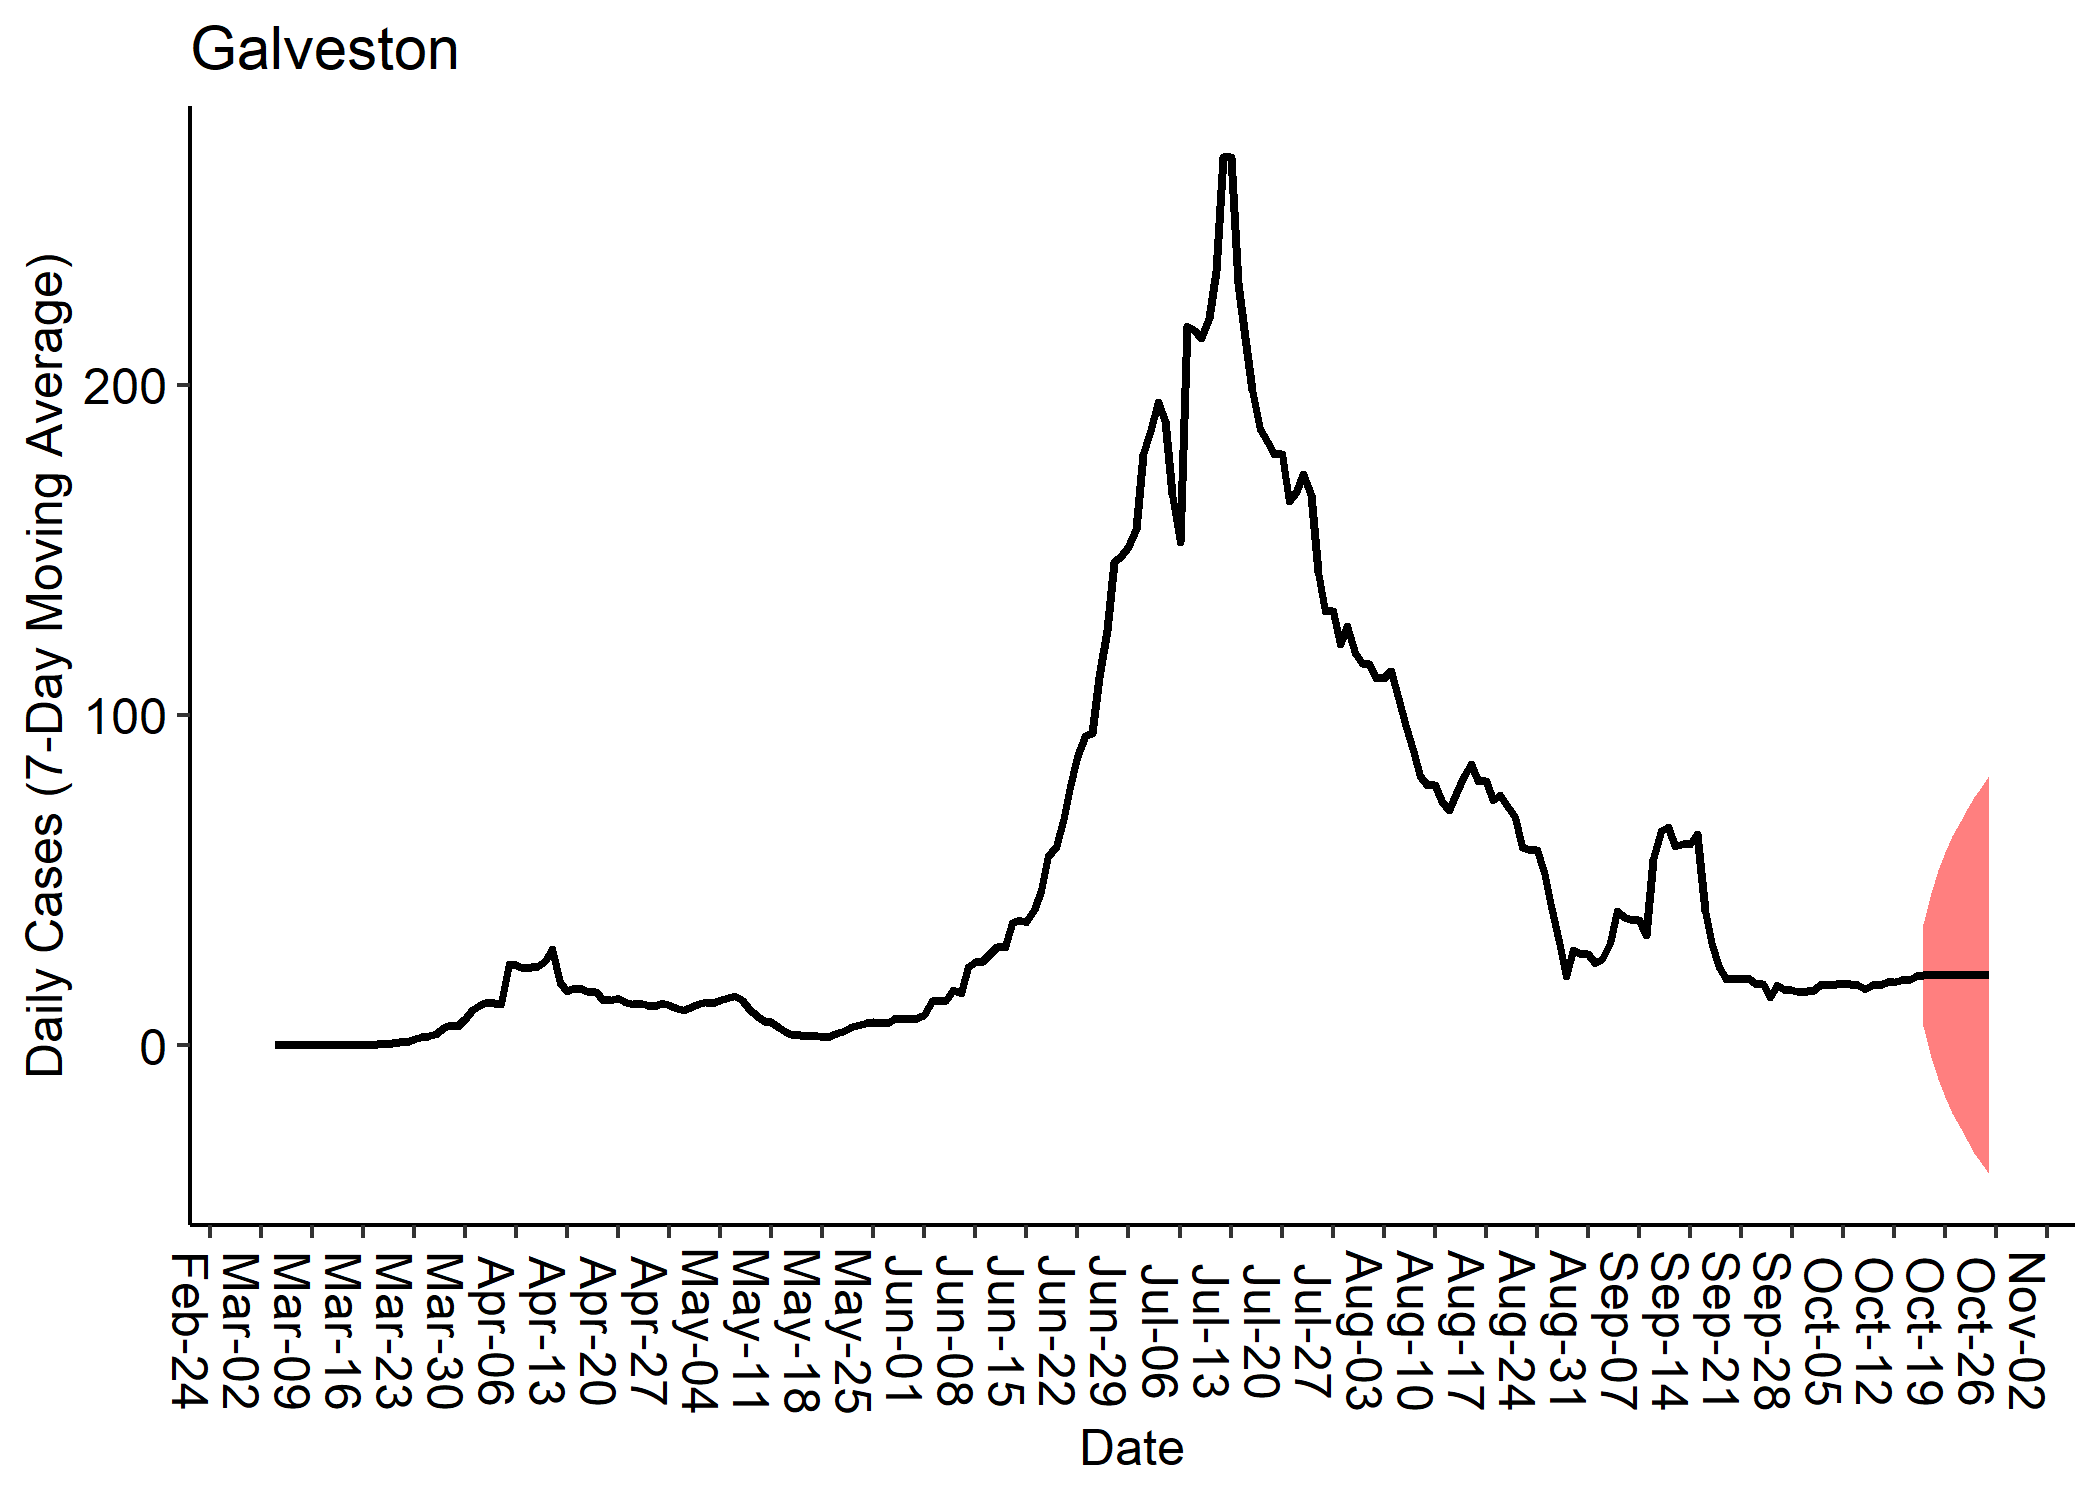 Galveston
Daily Cases (7-Day Moving Average)
200
100
0
Feb-24
Mar-02
Mar-09
Mar-16
Mar-23
Mar-30
Apr-06
Apr-13
Apr-20
Apr-27
May-04
May-11
May-18
May-25
Jun-01
Jun-08
Jun-15
Jun-22
Jun-29
Jul-06
Jul-13
Jul-20
Jul-27
Aug-03
Aug-10
Aug-17
Aug-24
Aug-31
Sep-07
Sep-14
Sep-21
Sep-28
Oct-05
Oct-12
Oct-19
Oct-26
Nov-02
Date